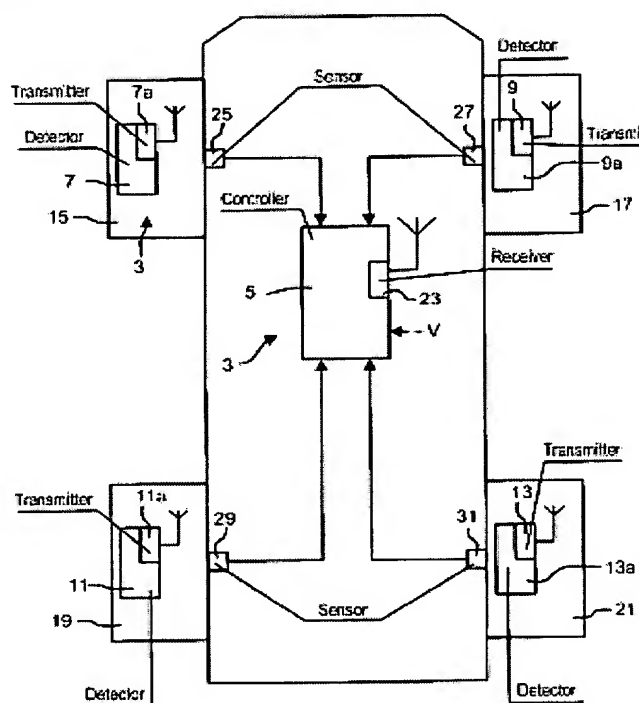 Detector
Sensor
Transmitter
7a
25
27
9
Detector
Transmit
7
9a
Controller
15
17
3
5
Receiver
23
V
3
Transmitter
Transmitter
11a
29
31
13
11
13a
19
Sensor
21
Detector
Detector